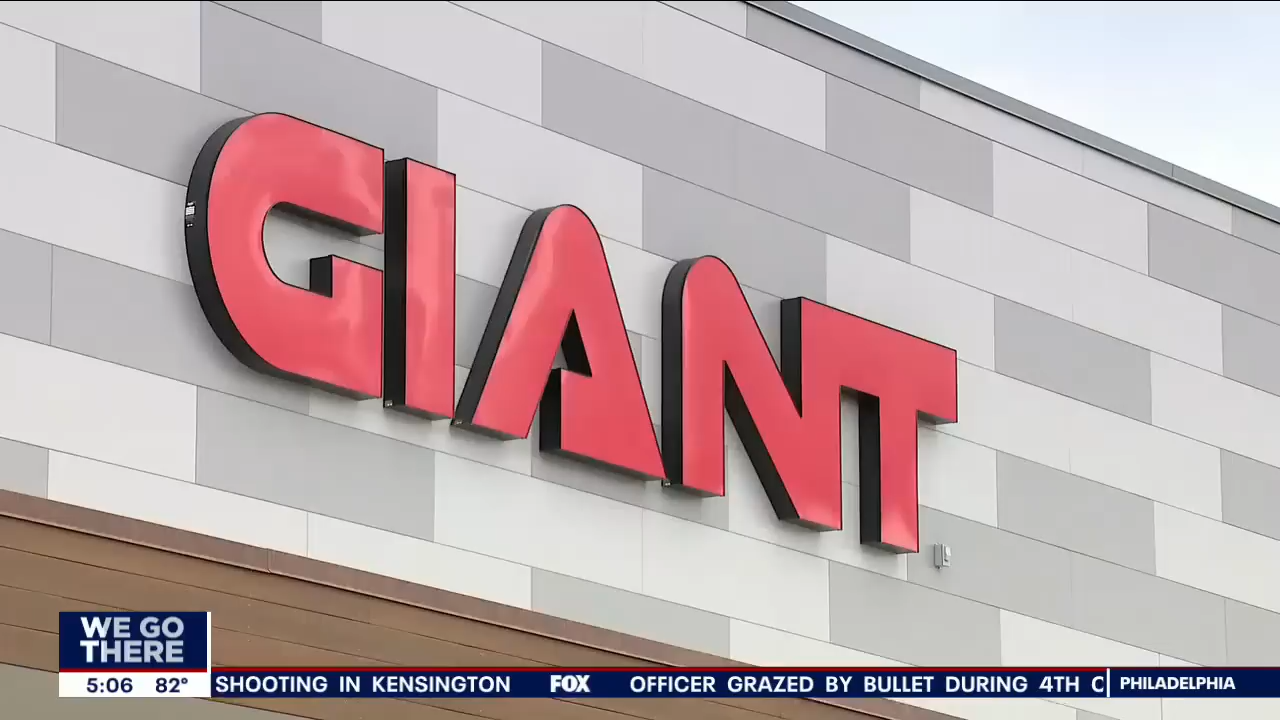 GIANT
WE GO
THERE
5:06 82°
SHOOTING IN KENSINGTON FOX OFFICER GRAZED BY BULLET DURING 4TH C
PHILADELPHIA